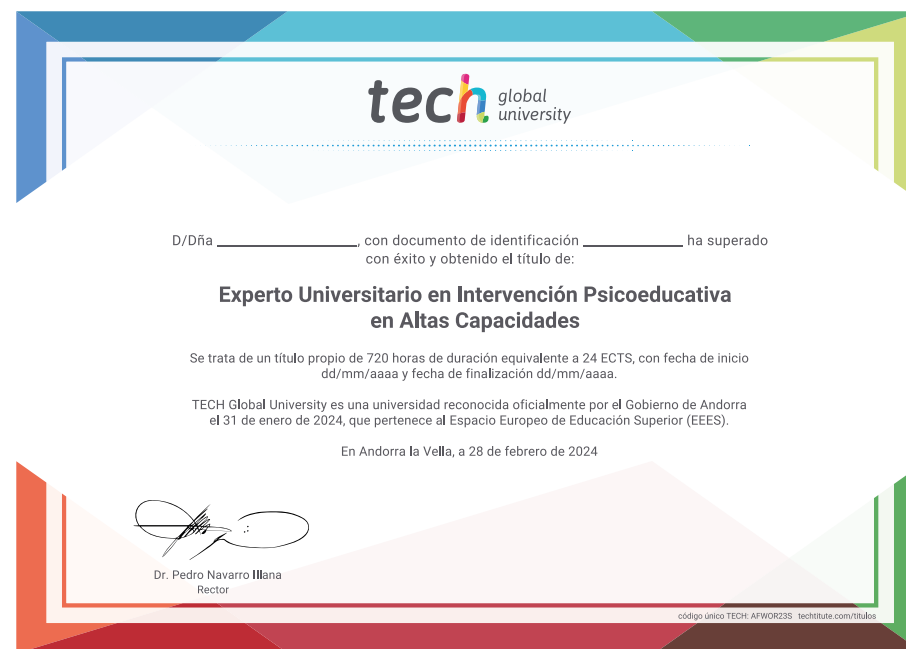 tech global
university
D/Dña ____________________, con documento de identificación ______________ ha superado
con éxito y obtenido el título de:
Experto Universitario en Intervención Psicoeducativa
en Altas Capacidades
Se trata de un título propio de 720 horas de duración equivalente a 24 ECTS, con fecha de inicio
dd/mm/aaaa y fecha de finalización dd/mm/aaaa.
TECH Global University es una universidad reconocida oficialmente por el Gobierno de Andorra
el 31 de enero de 2024, que pertenece al Espacio Europeo de Educación Superior (EEES).
En Andorra la Vella, a 28 de febrero de 2024
Dr. Pedro Navarro Illana
Rector
código único TECH: AFWOR23S techtitute.com/titulos